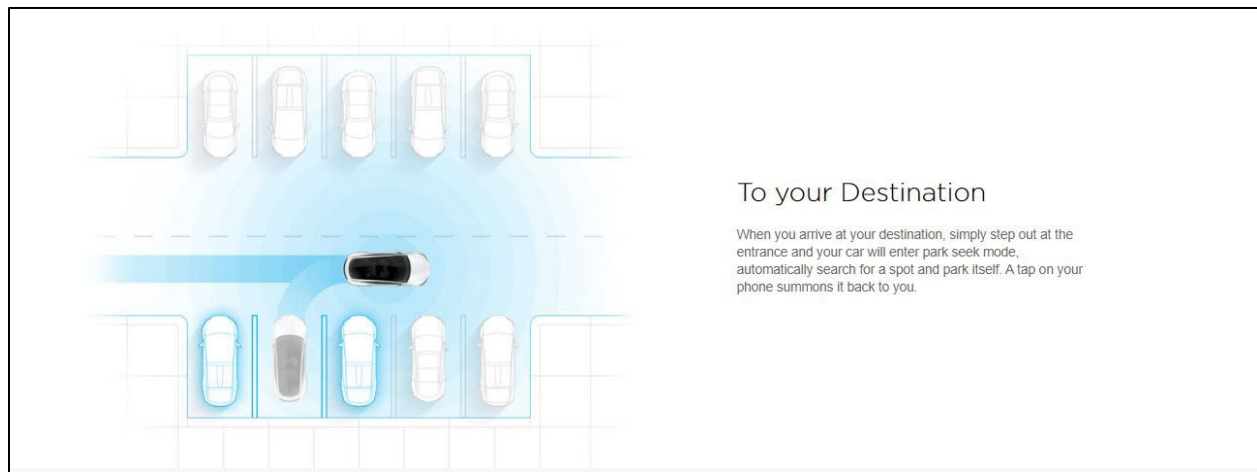 To your Destination
When you arrive at your destination, simply step out at the
entrance and your car will enter park seek mode,
automatically search for a spot and park itself. A tap on your
phone summons it back to you.